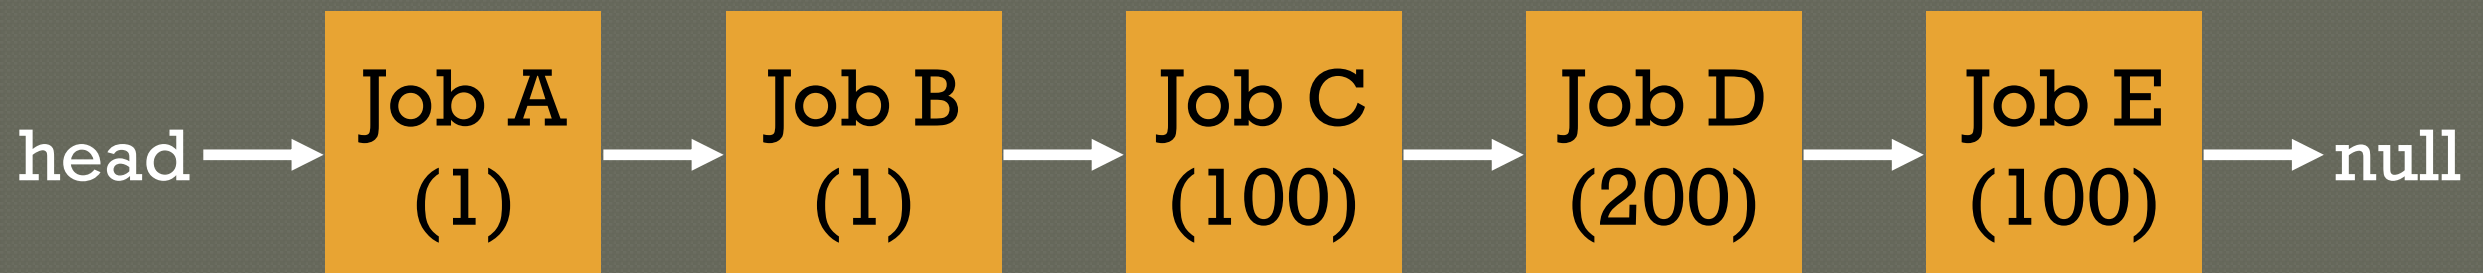 head
Job A
(1)
Job B
(1)
Job C
(100)
Job D
(200)
Job E
(100)
null